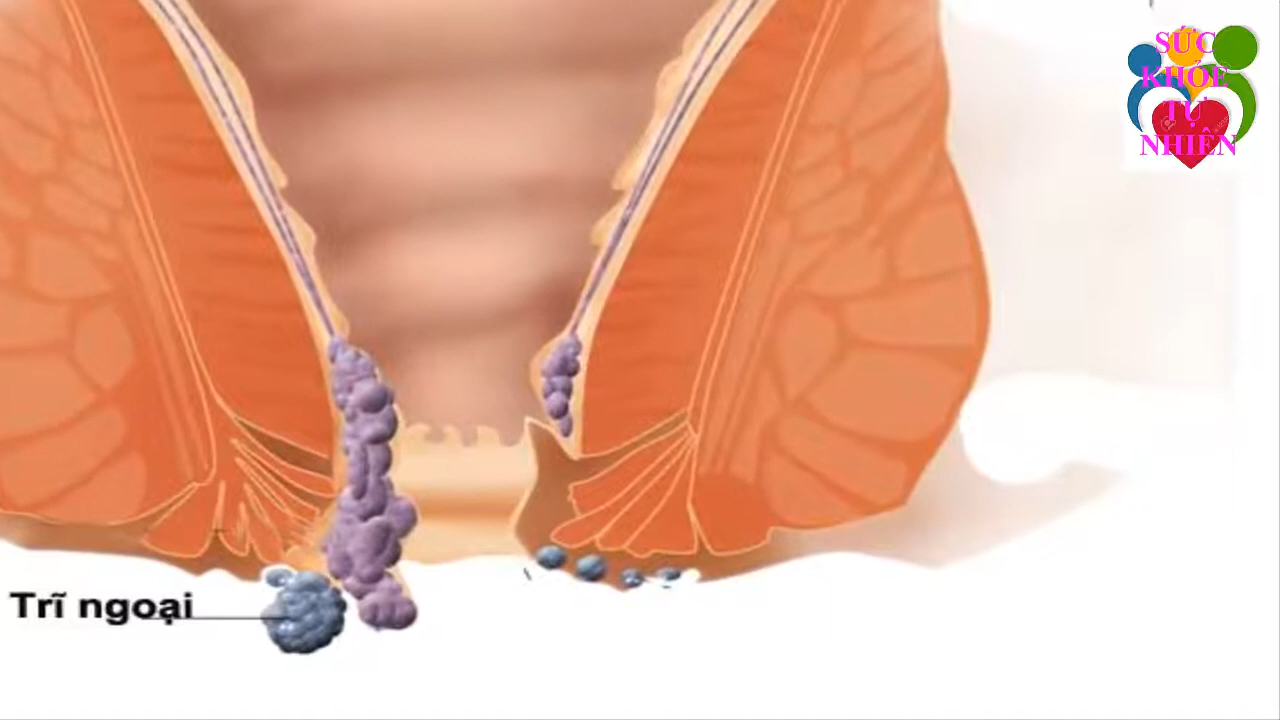 SỨC
KHỎE
TỰ
NHIÊN
Trĩ ngoại